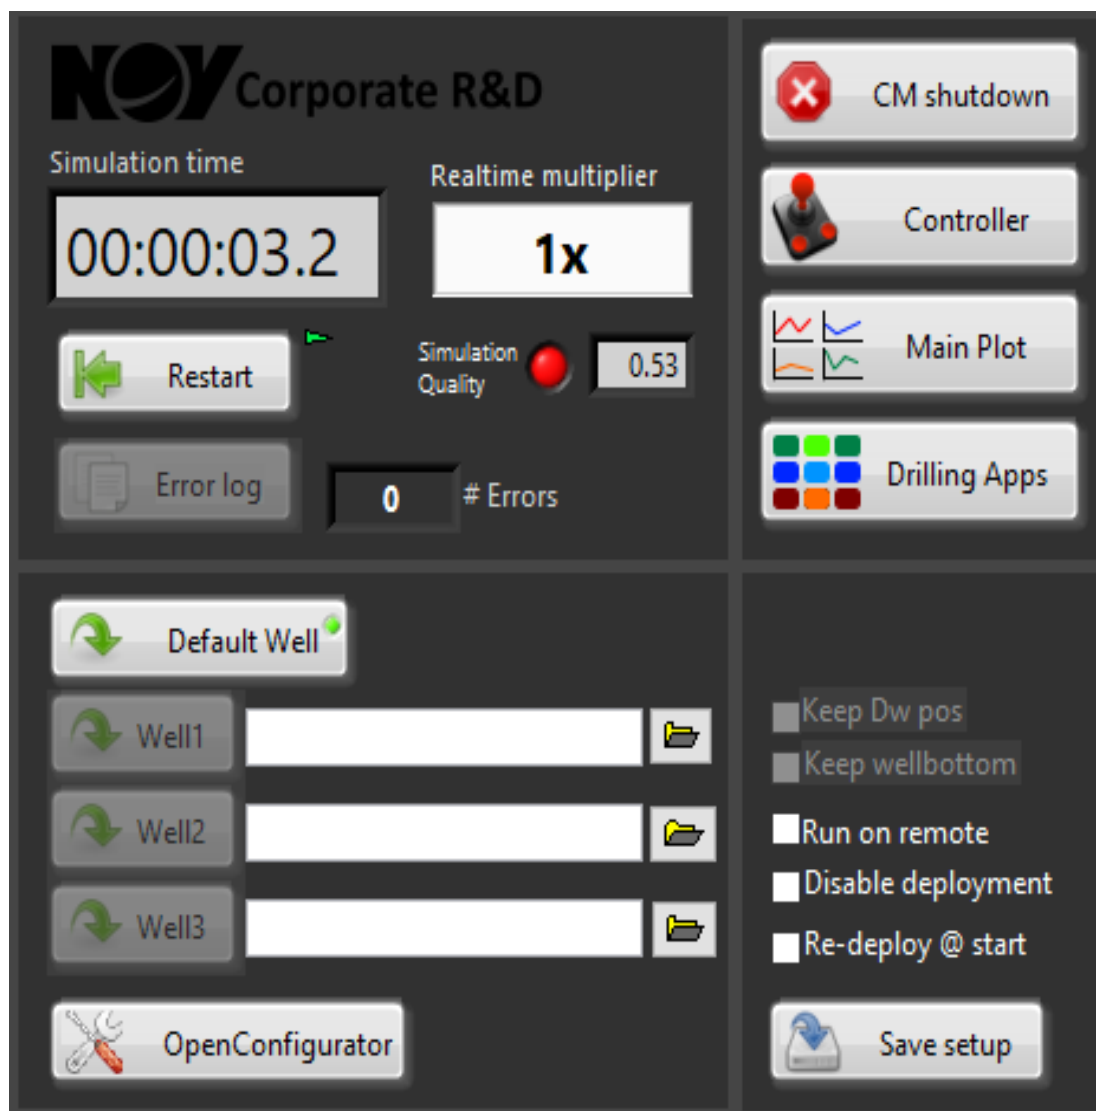 NOV Corporate R&D
Simulation time
Realtime multiplier
00:00:03.2
1x
Restart
Simulation
Quality
0.53
Error log
0
# Errors
CM shutdown
Controller
Main Plot
Drilling Apps
Default Well
Well1
Well2
Well3
OpenConfigurator
Keep Dw pos
Keep wellbottom
Run on remote
Disable deployment
Re-deploy @ start
Save setup